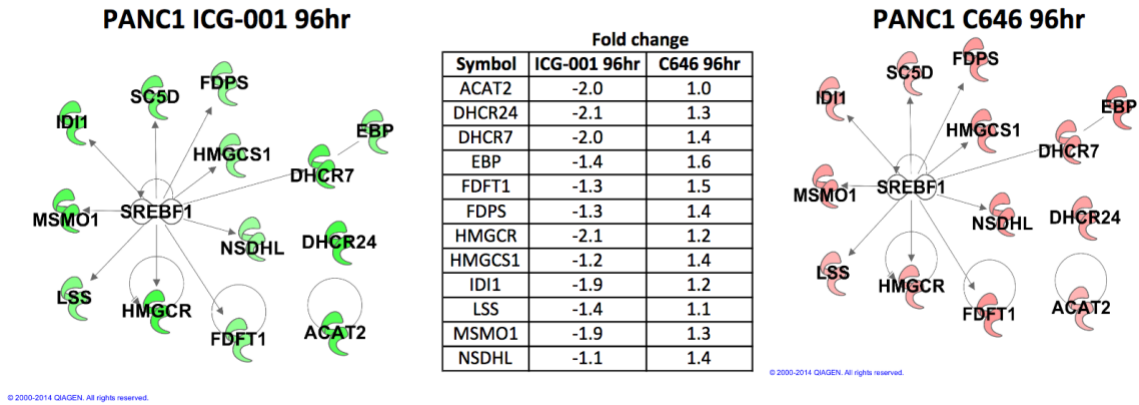 PANC1 ICG-001 96hr
FDPS
SC5D
IDI1
EBP
HMGCS1
DHCR7
MSMO1
SREBF1
NSDHL
DHCR24
LSS
HMGCR
FDFT1
ACAT2
© 2000-2014 QIAGEN. All rights reserved.
Fold change
Symbol ICG-001 96hr C646 96hr
ACAT2 -2.0 1.0
DHCR24 -2.1 1.3
DHCR7 -2.0 1.4
EBP -1.4 1.6
FDFT1 -1.3 1.5
FDPS -1.3 1.4
HMGCR -2.1 1.2
HMGCS1 -1.2 1.4
IDI1 -1.9 1.2
LSS -1.4 1.1
MSMO1 -1.9 1.3
NSDHL -1.1 1.4
PANC1 C646 96hr
FDPS
SC5D
IDI1
EBP
HMGCS1
DHCR7
MSMO1
SREBF1
NSDHL
DHCR24
LSS
HMGCR
FDFT1
ACAT2
© 2000-2014 QIAGEN. All rights reserved.